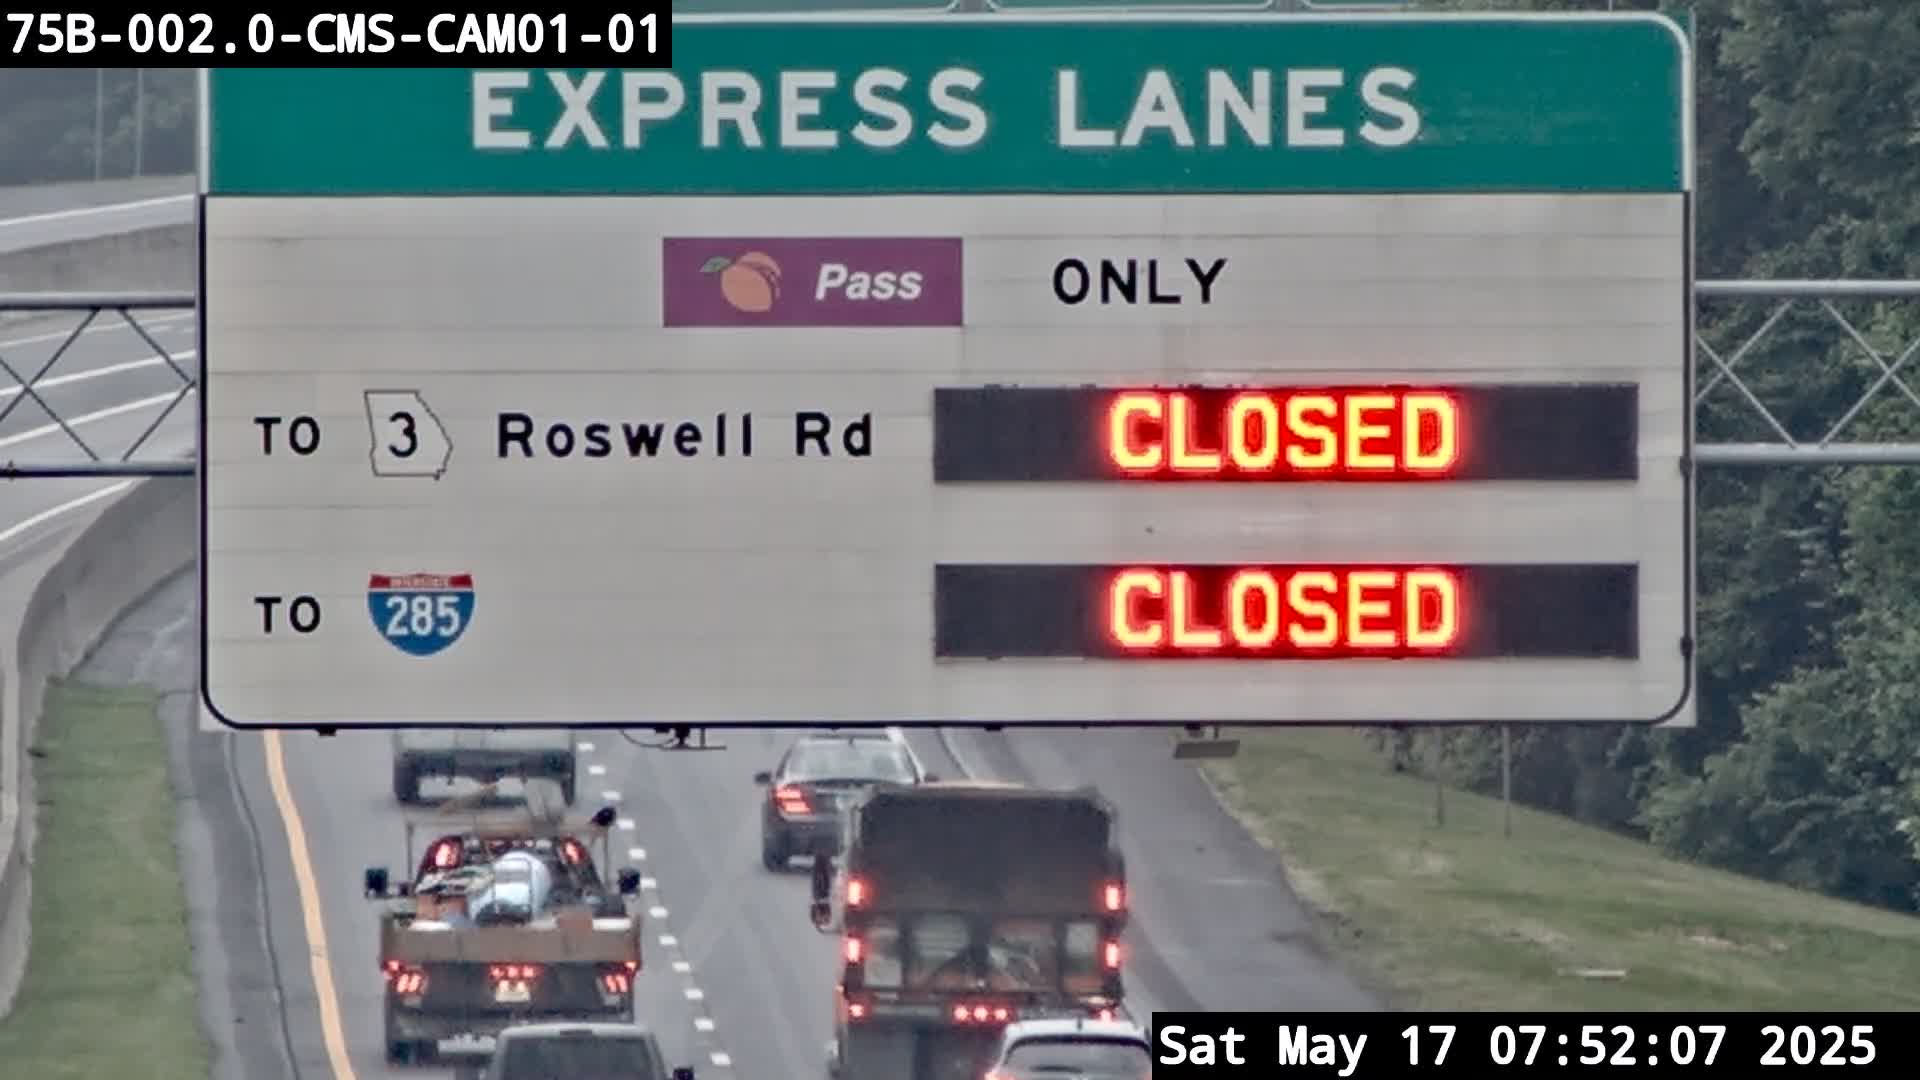 75B-002.0-CMS-CAM01-01
EXPRESS LANES
Pass ONLY
TO 3 Roswell Rd CLOSED
TO INTERSTATE 285 CLOSED
Sat May 17 07:52:07 2025